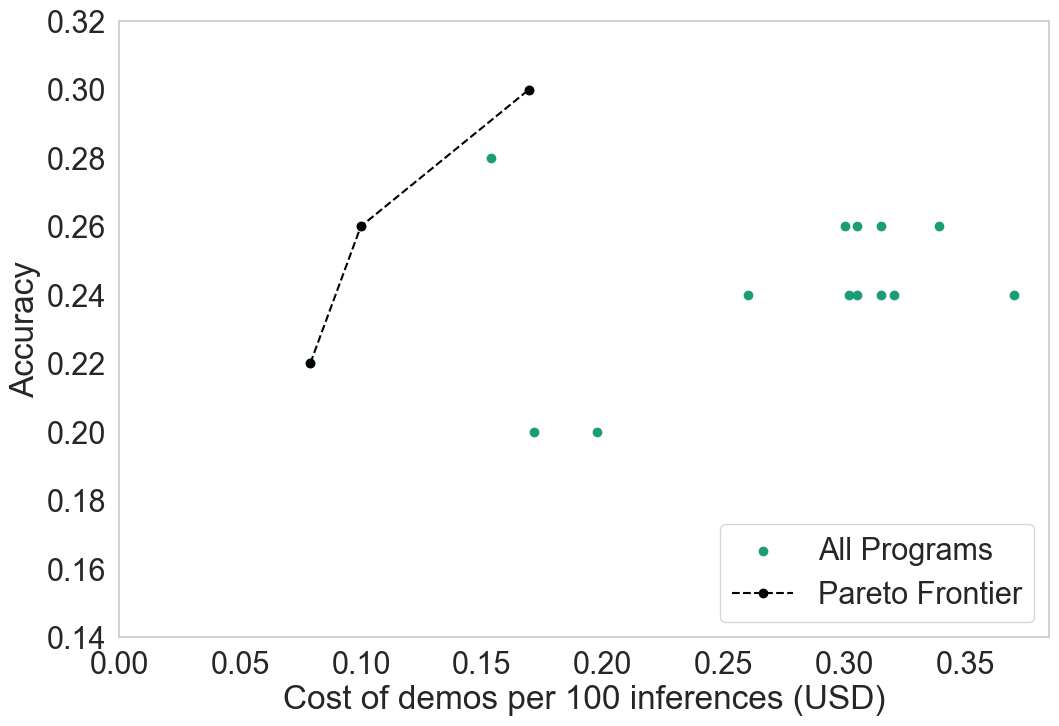 0.32
0.30
0.28
0.26
0.24
0.22
0.20
0.18
0.16
0.14
Accuracy
All Programs
Pareto Frontier
0.00 0.05 0.10 0.15 0.20 0.25 0.30 0.35
Cost of demos per 100 inferences (USD)